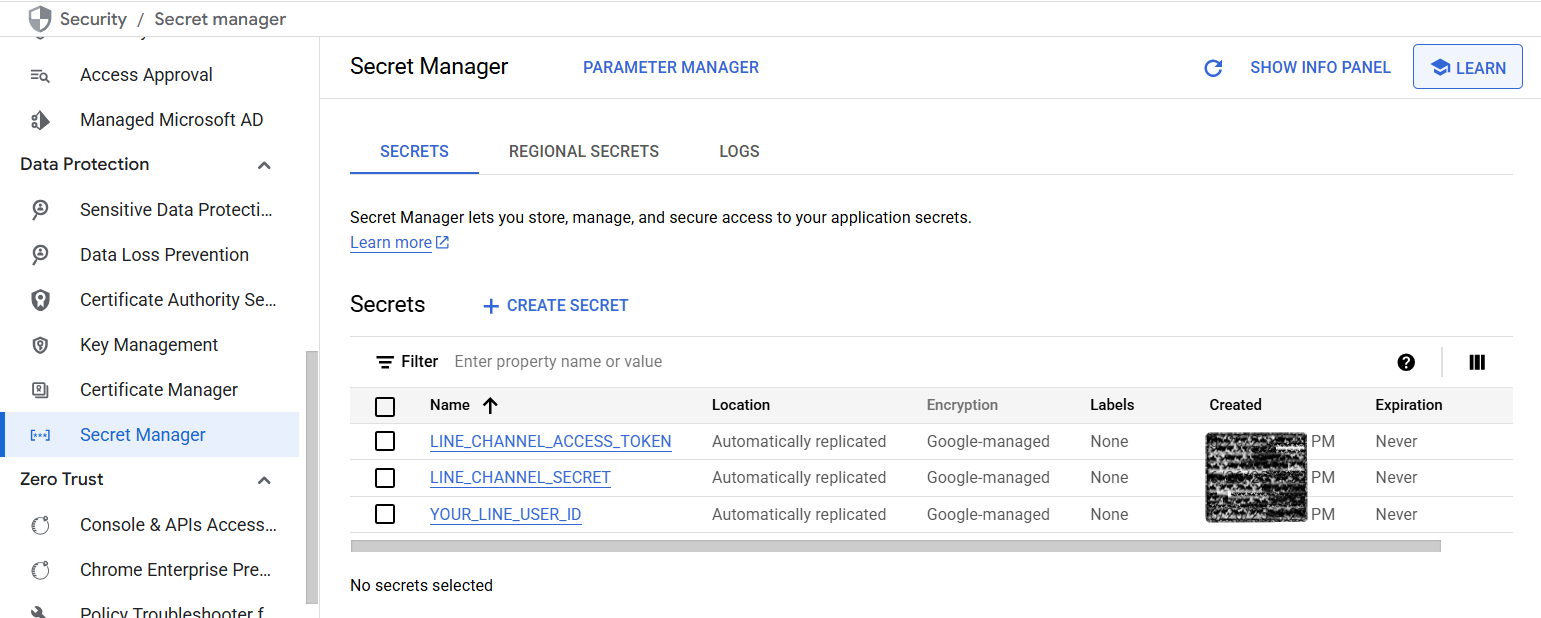 Security / Secret manager
Access Approval
Managed Microsoft AD
Data Protection
Sensitive Data Protecti...
Data Loss Prevention
Certificate Authority Se...
Key Management
Certificate Manager
Secret Manager
Zero Trust
Console & APIs Access...
Chrome Enterprise Pre...
Policy Troubleshooter f
Secret Manager PARAMETER MANAGER SHOW INFO PANEL LEARN
SECRETS REGIONAL SECRETS LOGS
Secret Manager lets you store, manage, and secure access to your application secrets.
Learn more
Secrets + CREATE SECRET
Filter Enter property name or value
Name Location Encryption Labels Created Expiration
LINE_CHANNEL_ACCESS_TOKEN Automatically replicated Google-managed None PM Never
LINE_CHANNEL_SECRET Automatically replicated Google-managed None PM Never
YOUR_LINE_USER_ID Automatically replicated Google-managed None PM Never
No secrets selected